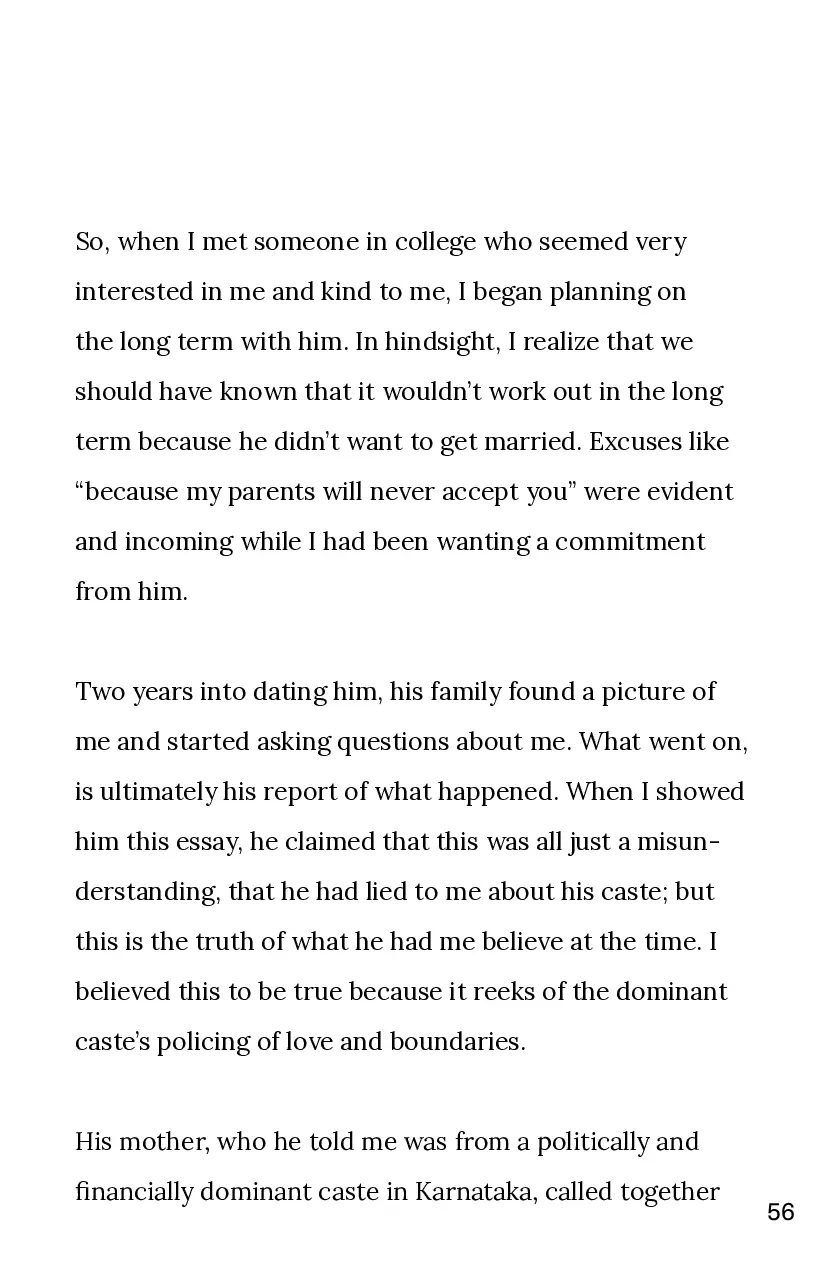 So, when I met someone in college who seemed very
interested in me and kind to me, I began planning on
the long term with him. In hindsight, I realize that we
should have known that it wouldn’t work out in the long
term because he didn’t want to get married. Excuses like
“because my parents will never accept you” were evident
and incoming while I had been wanting a commitment
from him.
Two years into dating him, his family found a picture of
me and started asking questions about me. What went on,
is ultimately his report of what happened. When I showed
him this essay, he claimed that this was all just a misun-
derstanding, that he had lied to me about his caste; but
this is the truth of what he had me believe at the time. I
believed this to be true because it reeks of the dominant
caste’s policing of love and boundaries.
His mother, who he told me was from a politically and
financially dominant caste in Karnataka, called together
56